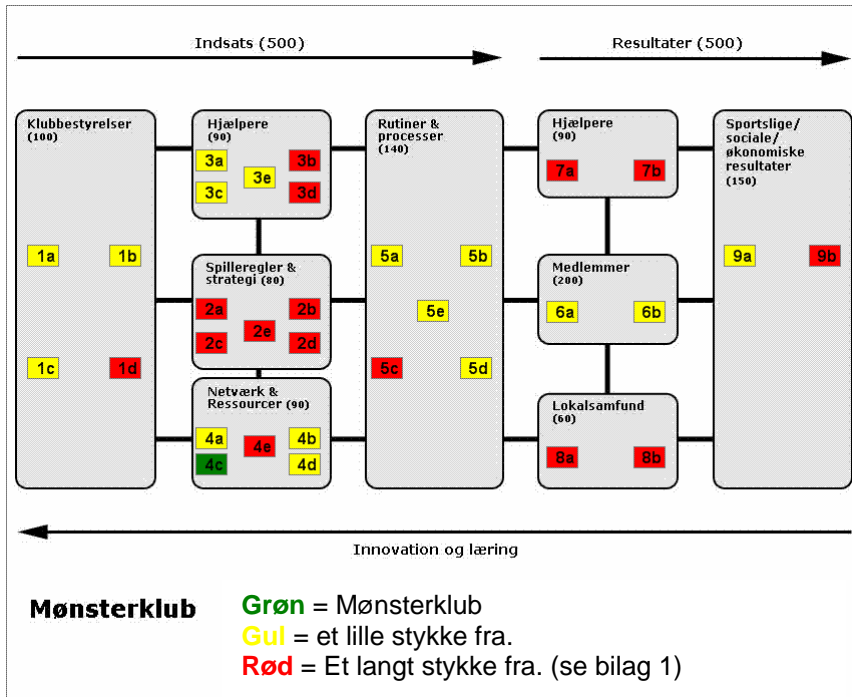 Indsats (500)
Resultater (500)
Klubbestyrelser
(100)
1a
1b
1c
1d
Hjælpere
(90)
3a
3b
3e
3c
3d
Spilleregler &
strategi (80)
2a
2b
2e
2c
2d
Netværk &
Ressourcer (90)
4a
4b
4e
4c
4d
Rutiner &
processer
(140)
5a
5b
5e
5c
5d
Hjælpere
(90)
7a
7b
Medlemmer
(200)
6a
6b
Lokalsamfund
(60)
8a
8b
Sportslige/
sociale/
økonomiske
resultater
(150)
9a
9b
Innovation og læring
Mønsterklub
Grøn = Mønsterklub
Gul = et lille stykke fra.
Rød = Et langt stykke fra. (se bilag 1)